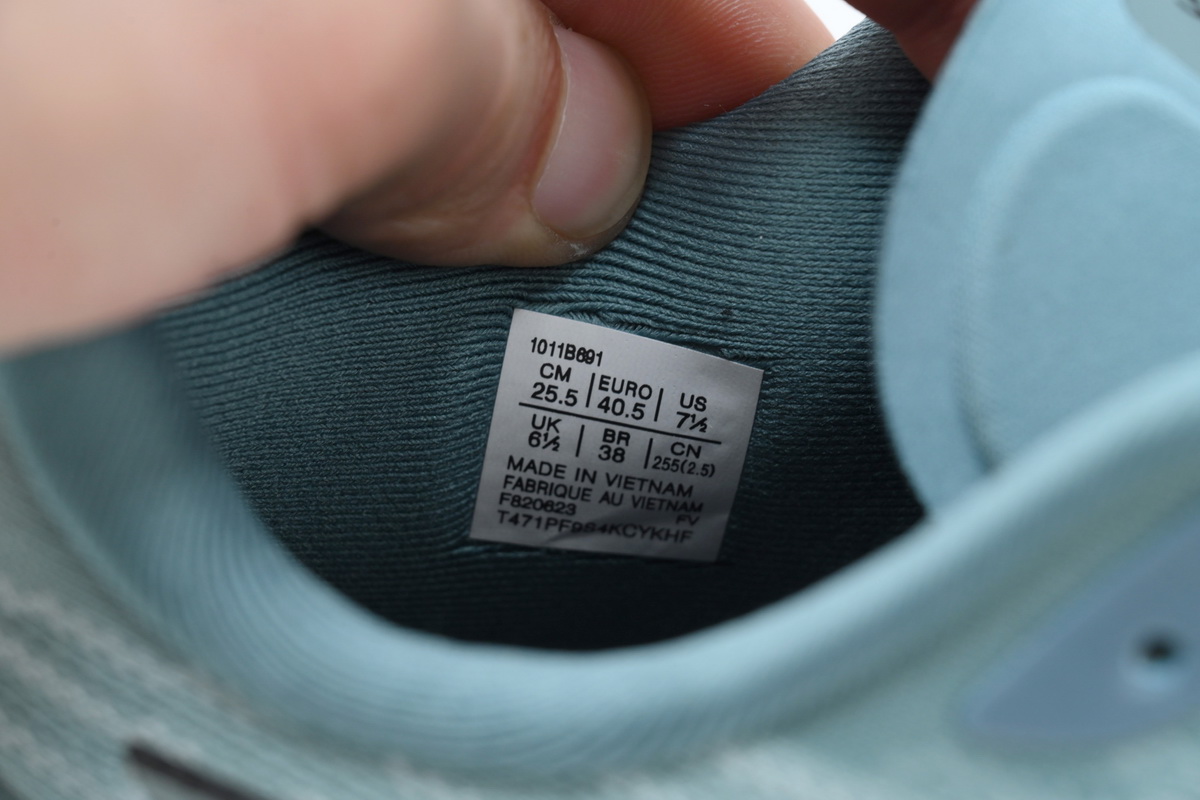 1011B691
CM EURO US
25.5 40.5 7½
UK BR CN
6½ 38 255(2.5)
MADE IN VIETNAM
FABRIQUE AU VIETNAM
F820623 FV
T471PF984KCYKHF